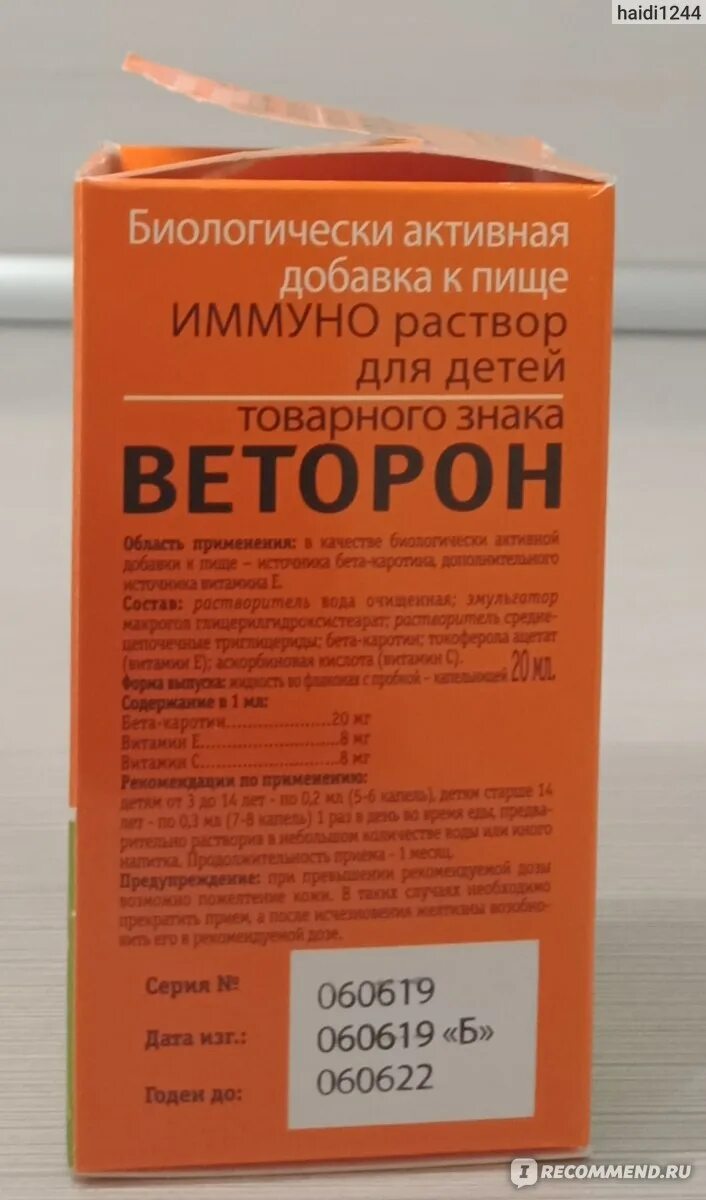 haidi1244
Биологически активная
добавка к пище
ИММУНО раствор
для детей
товарного знака
ВЕТОРОН
Область применения: в качестве биологически активной
добавки к пище – источника бета-каротина, дополнительного
источника витамина Е.
Состав: растворитель вода очищенная; эмульгатор
макрогол глицерилгидроксистеарат; растворитель средне-
цепочечные триглицериды; бета-каротин; токоферола ацетат
(витамин Е); аскорбиновая кислота (витамин С).
Форма выпуска: жидкость во флаконах с пробкой – капельницей 20 мл.
Содержание в 1 мл:
Бета-каротин....................20 мг
Витамин Е........................8 мг
Витамин С........................8 мг
Рекомендации по применению:
детям от 3 до 14 лет - по 0,2 мл (5-6 капель), детям старше 14
лет - по 0,3 мл (7-8 капель) 1 раз в день во время еды, предва-
рительно растворив в небольшом количестве воды или иного
напитка. Продолжительность приема - 1 месяц.
Предупреждение: при превышении рекомендуемой дозы
возможно пожелтение кожи. В таких случаях необходимо
прекратить прием, а после исчезновения желтизны возобно-
вить его в рекомендуемой дозе.
Серия № 060619
Дата изг.: 060619 «Б»
Годен до: 060622
IRECOMMEND.RU